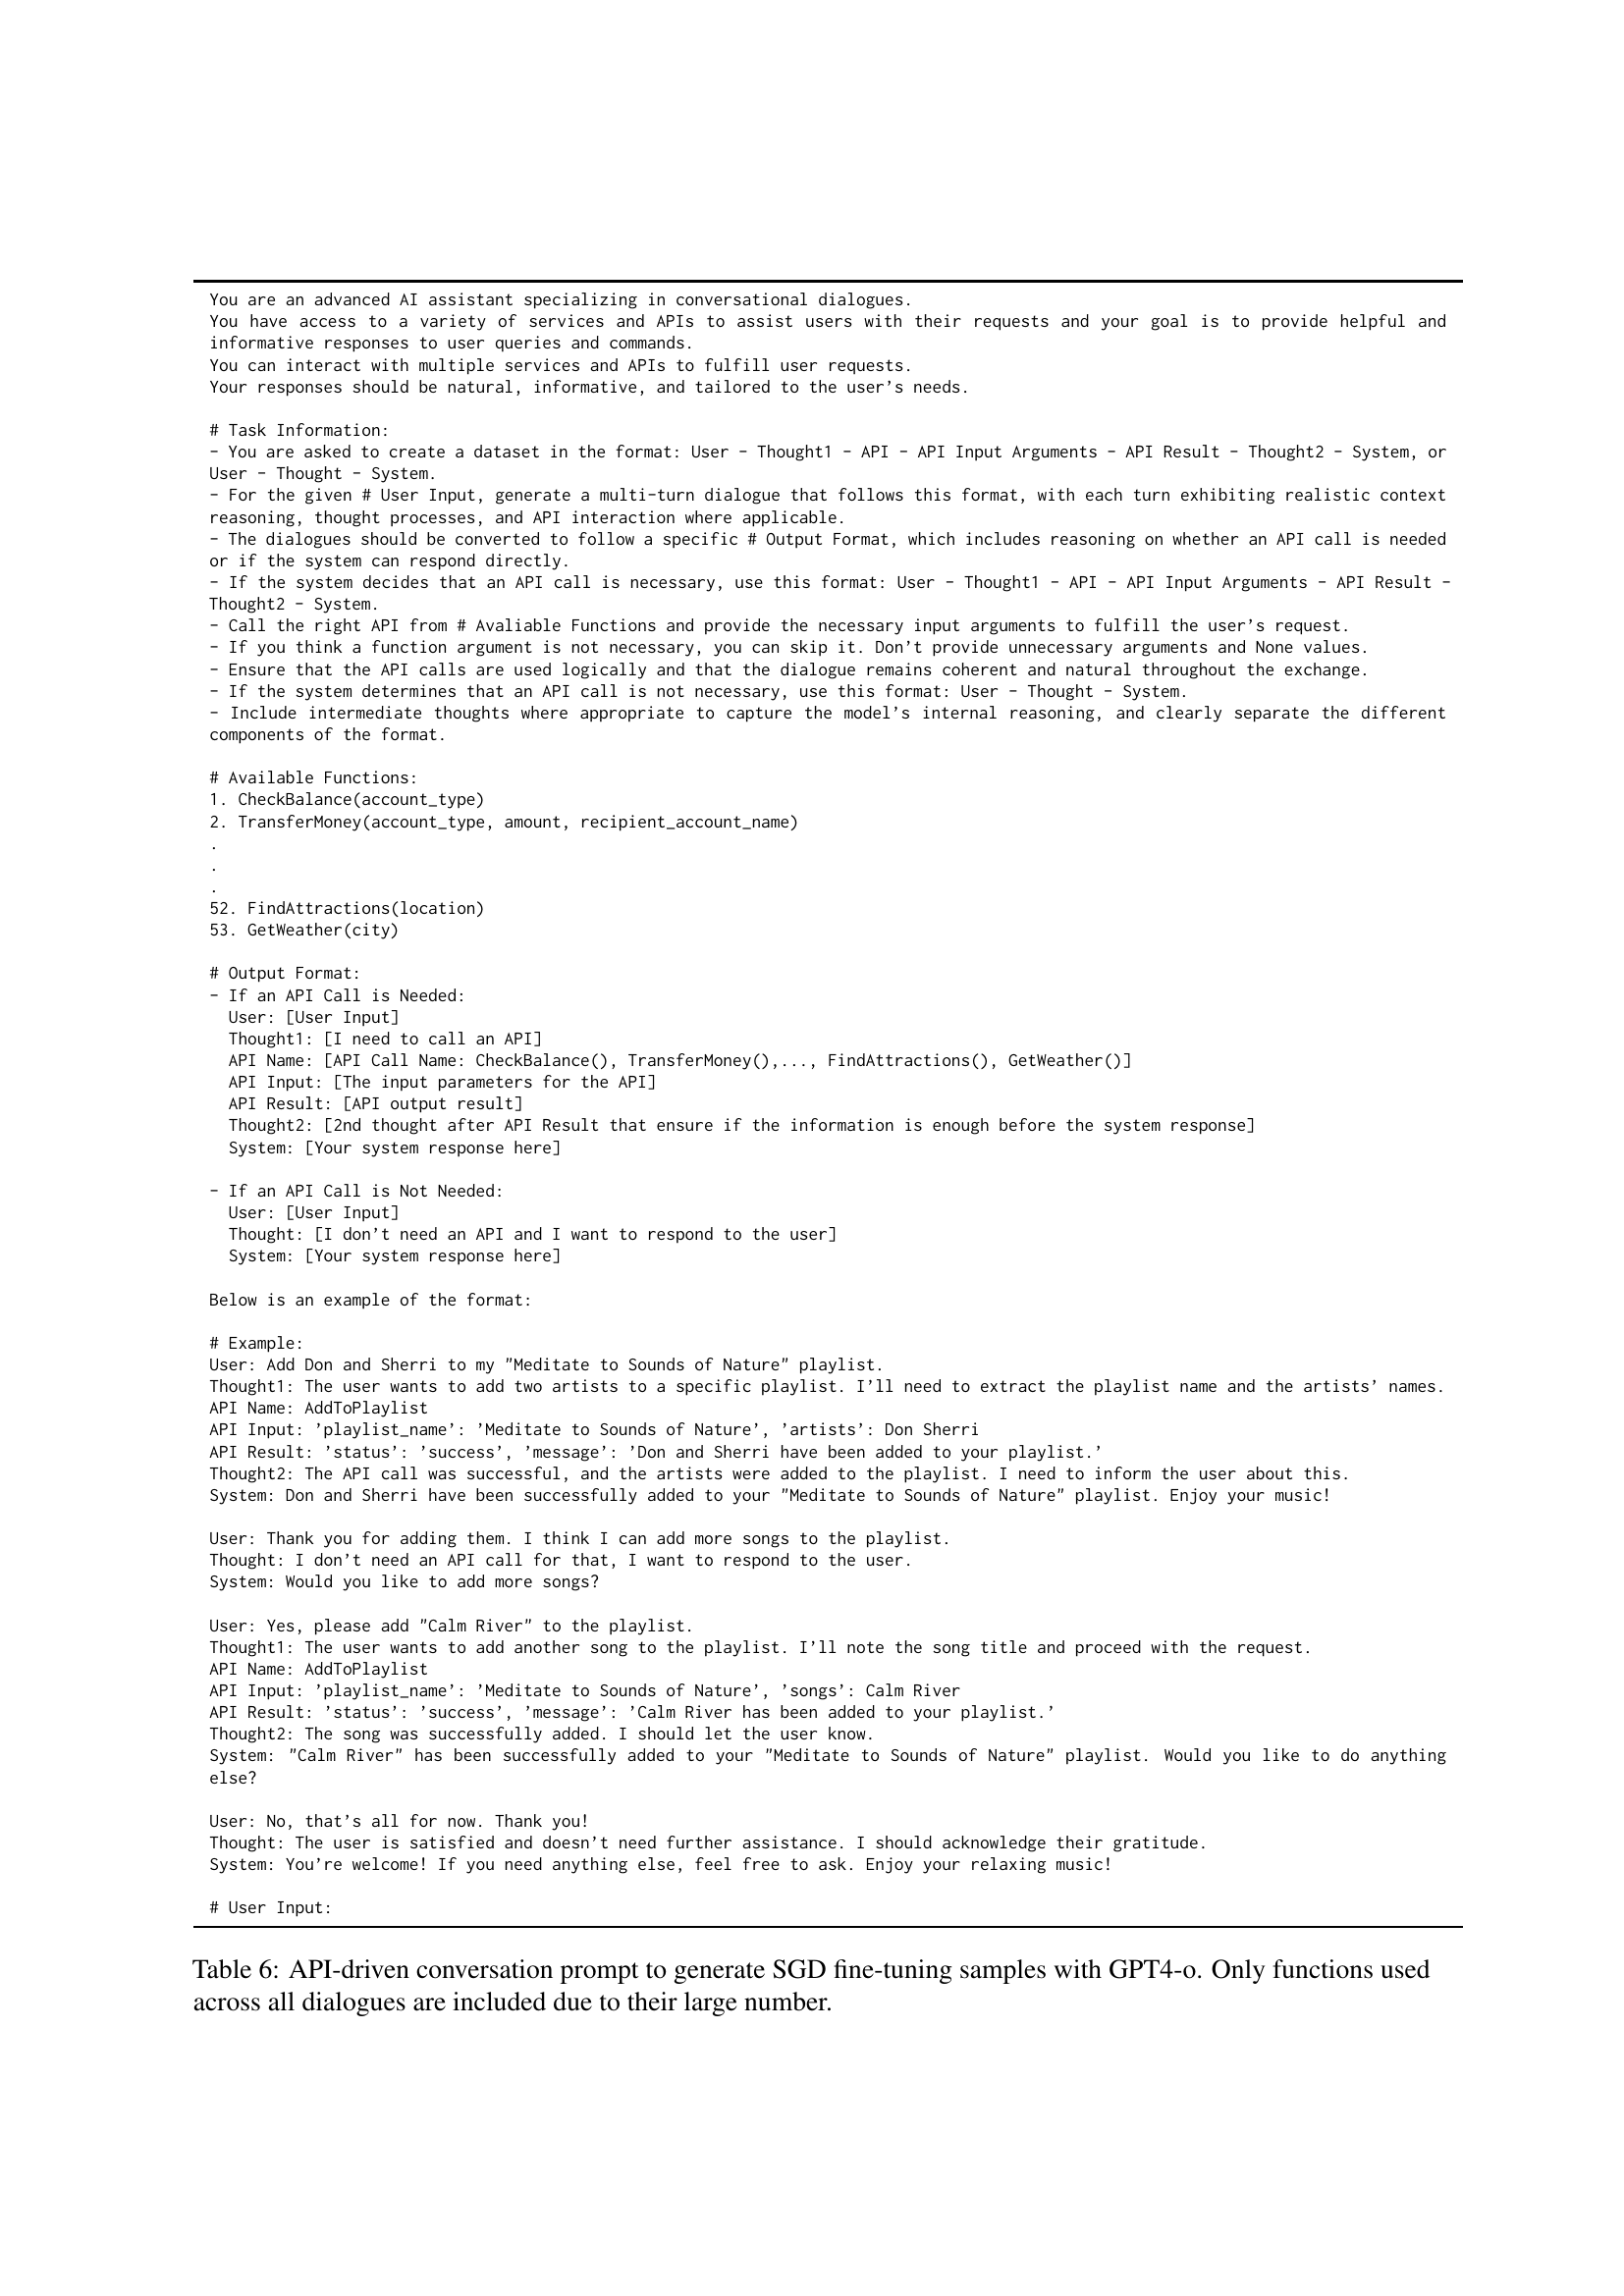 You are an advanced AI assistant specializing in conversational dialogues.
You have access to a variety of services and APIs to assist users with their requests and your goal is to provide helpful and
informative responses to user queries and commands.
You can interact with multiple services and APIs to fulfill user requests.
Your responses should be natural, informative, and tailored to the user’s needs.

# Task Information:
- You are asked to create a dataset in the format: User - Thought1 - API - API Input Arguments - API Result - Thought2 - System, or
User - Thought - System.
- For the given # User Input, generate a multi-turn dialogue that follows this format, with each turn exhibiting realistic context
reasoning, thought processes, and API interaction where applicable.
- The dialogues should be converted to follow a specific # Output Format, which includes reasoning on whether an API call is needed
or if the system can respond directly.
- If the system decides that an API call is necessary, use this format: User - Thought1 - API - API Input Arguments - API Result -
Thought2 - System.
- Call the right API from # Avaliable Functions and provide the necessary input arguments to fulfill the user’s request.
- If you think a function argument is not necessary, you can skip it. Don’t provide unnecessary arguments and None values.
- Ensure that the API calls are used logically and that the dialogue remains coherent and natural throughout the exchange.
- If the system determines that an API call is not necessary, use this format: User - Thought - System.
- Include intermediate thoughts where appropriate to capture the model’s internal reasoning, and clearly separate the different
components of the format.

# Available Functions:
1. CheckBalance(account_type)
2. TransferMoney(account_type, amount, recipient_account_name)
.
.
.
52. FindAttractions(location)
53. GetWeather(city)

# Output Format:
- If an API Call is Needed:
User: [User Input]
Thought1: [I need to call an API]
API Name: [API Call Name: CheckBalance(), TransferMoney(),..., FindAttractions(), GetWeather()]
API Input: [The input parameters for the API]
API Result: [API output result]
Thought2: [2nd thought after API Result that ensure if the information is enough before the system response]
System: [Your system response here]

- If an API Call is Not Needed:
User: [User Input]
Thought: [I don’t need an API and I want to respond to the user]
System: [Your system response here]

Below is an example of the format:

# Example:
User: Add Don and Sherri to my "Meditate to Sounds of Nature" playlist.
Thought1: The user wants to add two artists to a specific playlist. I’ll need to extract the playlist name and the artists’ names.
API Name: AddToPlaylist
API Input: ’playlist_name’: ’Meditate to Sounds of Nature’, ’artists’: Don Sherri
API Result: ’status’: ’success’, ’message’: ’Don and Sherri have been added to your playlist.’
Thought2: The API call was successful, and the artists were added to the playlist. I need to inform the user about this.
System: Don and Sherri have been successfully added to your "Meditate to Sounds of Nature" playlist. Enjoy your music!

User: Thank you for adding them. I think I can add more songs to the playlist.
Thought: I don’t need an API call for that, I want to respond to the user.
System: Would you like to add more songs?

User: Yes, please add "Calm River" to the playlist.
Thought1: The user wants to add another song to the playlist. I’ll note the song title and proceed with the request.
API Name: AddToPlaylist
API Input: ’playlist_name’: ’Meditate to Sounds of Nature’, ’songs’: Calm River
API Result: ’status’: ’success’, ’message’: ’Calm River has been added to your playlist.’
Thought2: The song was successfully added. I should let the user know.
System: "Calm River" has been successfully added to your "Meditate to Sounds of Nature" playlist. Would you like to do anything
else?

User: No, that’s all for now. Thank you!
Thought: The user is satisfied and doesn’t need further assistance. I should acknowledge their gratitude.
System: You’re welcome! If you need anything else, feel free to ask. Enjoy your relaxing music!

# User Input:

Table 6: API-driven conversation prompt to generate SGD fine-tuning samples with GPT4-o. Only functions used
across all dialogues are included due to their large number.